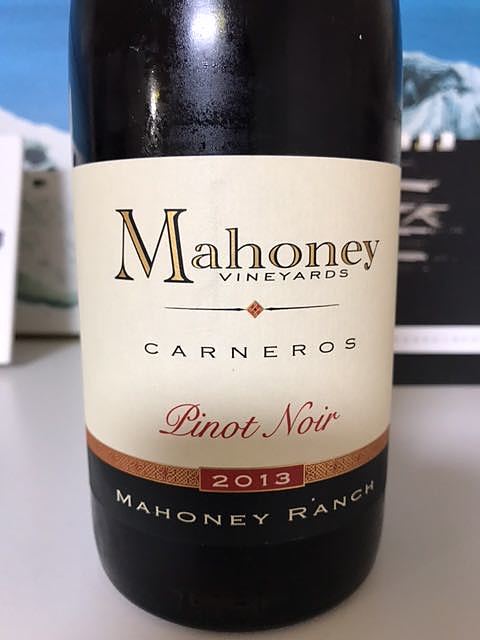 Mahoney
VINEYARDS
CARNEROS
Pinot Noir
2013
MAHONEY RANCH